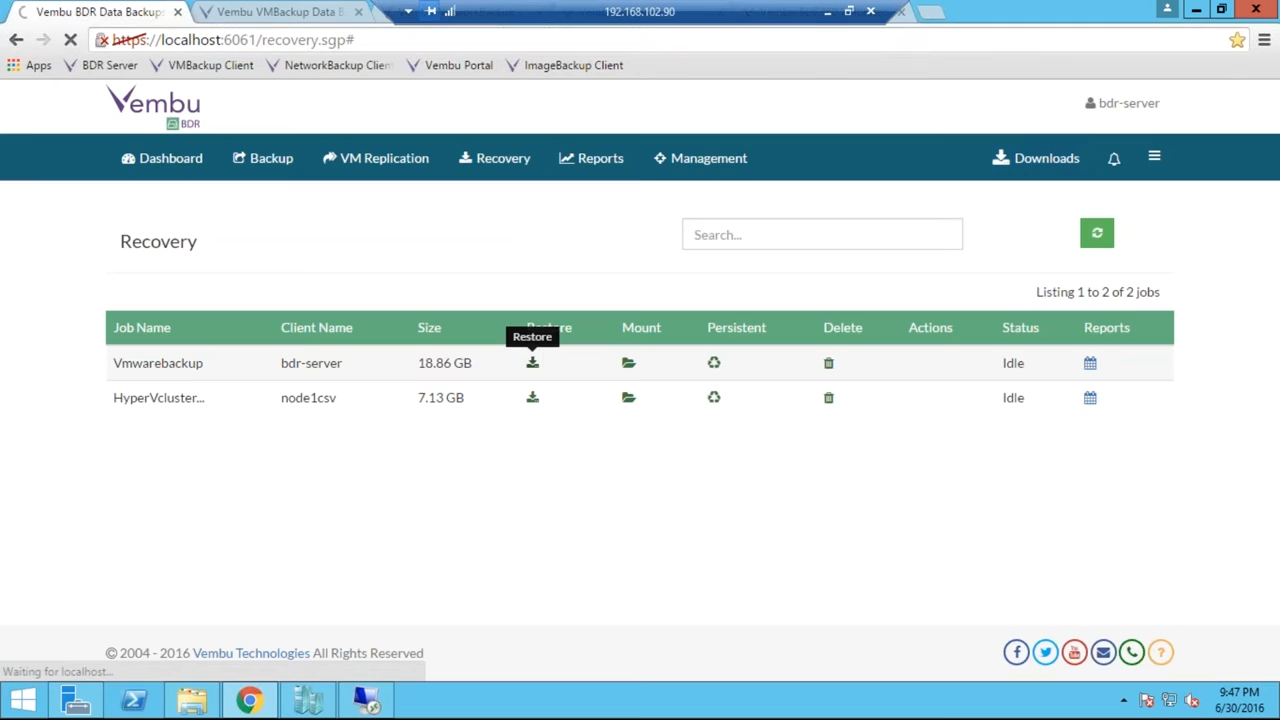 Vembu BDR Data Backup
Vembu VMBackup Data B
192.168.102.90
https://localhost:6061/recovery.sgp#
Apps
BDR Server
VMBackup Client
NetworkBackup Clien
Vembu Portal
ImageBackup Client
Vembu
BDR
bdr-server
Dashboard
Backup
VM Replication
Recovery
Reports
Management
Downloads
Recovery
Search...
Listing 1 to 2 of 2 jobs
Job Name Client Name Size Restore Mount Persistent Delete Actions Status Reports
Restore
Vmwarebackup bdr-server 18.86 GB Idle
HyperVcluster... node1csv 7.13 GB Idle
© 2004 - 2016 Vembu Technologies All Rights Reserved
Waiting for localhost...
9:47 PM
6/30/2016